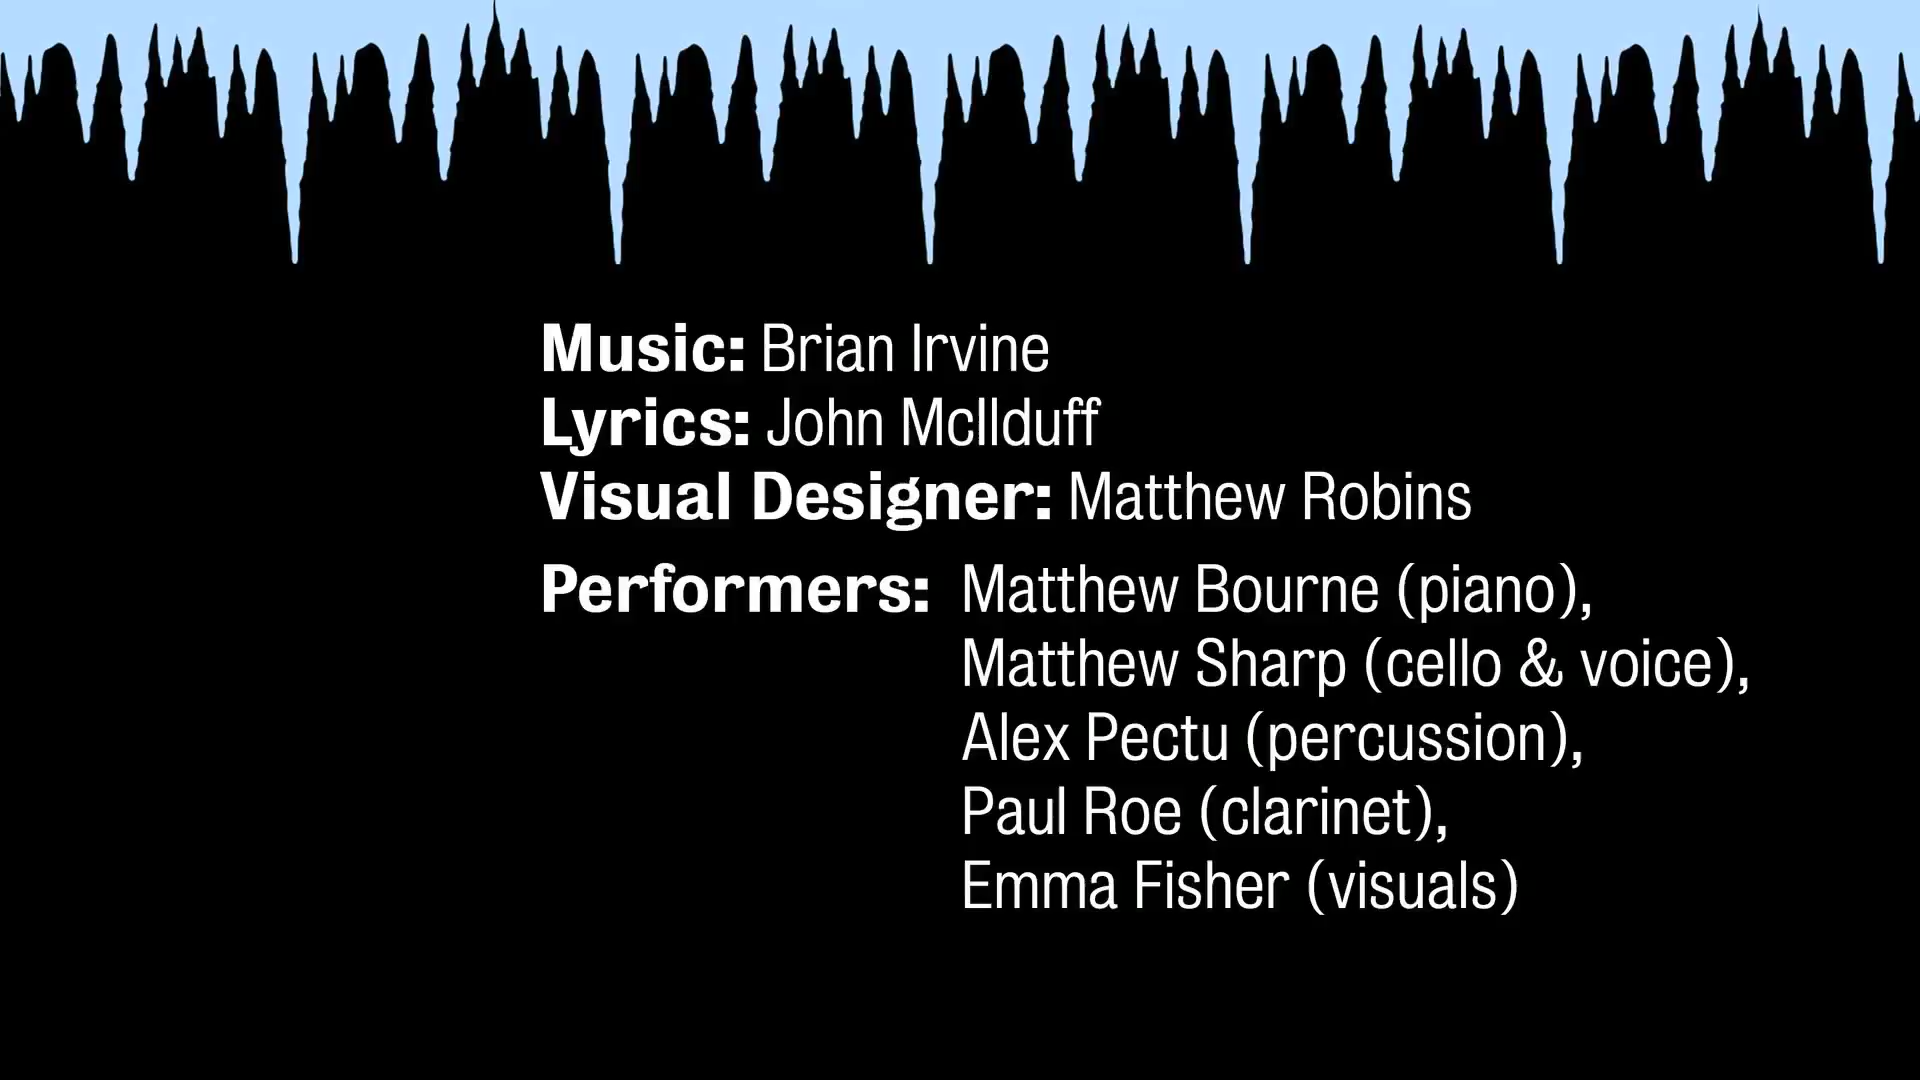 Music: Brian Irvine
Lyrics: John McIlduff
Visual Designer: Matthew Robins
Performers: Matthew Bourne (piano),
Matthew Sharp (cello & voice),
Alex Pectu (percussion),
Paul Roe (clarinet),
Emma Fisher (visuals)